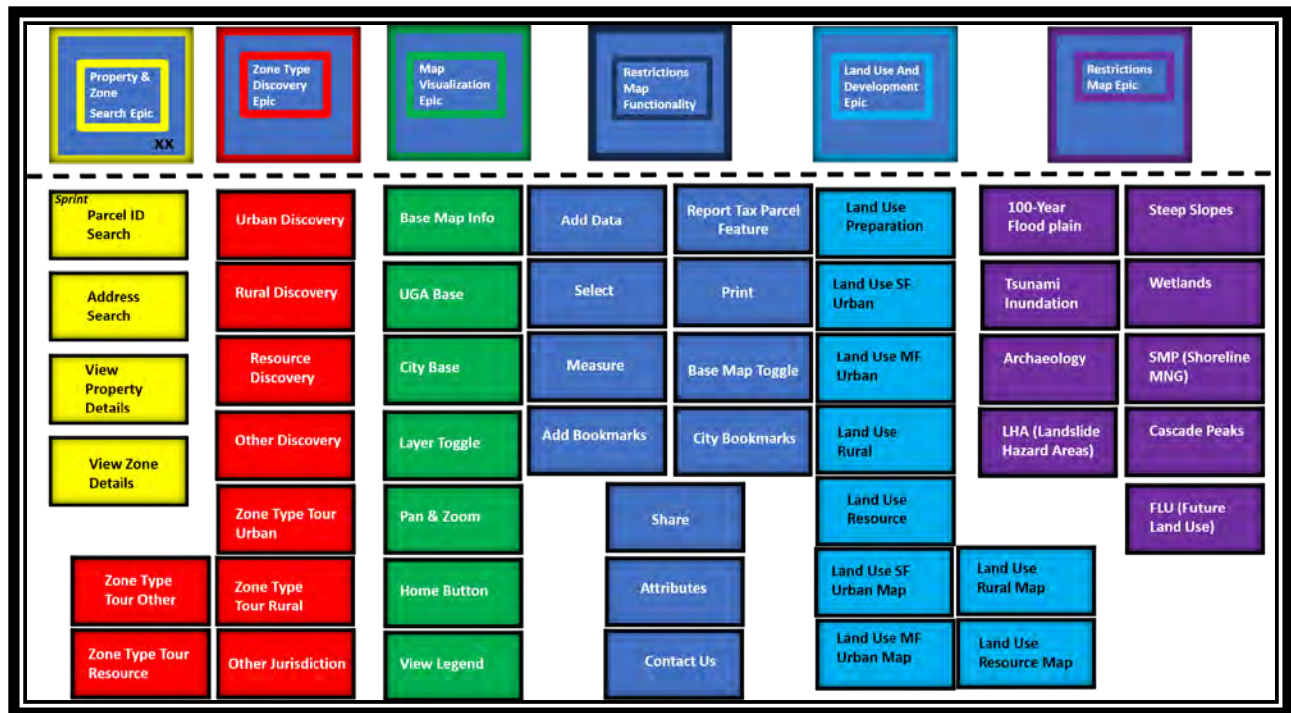 Property &
Zone
Search Epic
XX
Zone Type
Discovery
Epic
Map
Visualization
Epic
Restrictions
Map
Functionality
Land Use And
Development
Epic
Restrictions
Map Epic
Sprint
Parcel ID
Search
Address
Search
View
Property
Details
View Zone
Details
Urban Discovery
Rural Discovery
Resource
Discovery
Other Discovery
Zone Type Tour
Urban
Zone Type
Tour Other
Zone Type
Tour Rural
Zone Type Tour
Resource
Other Jurisdiction
Base Map Info
UGA Base
City Base
Layer Toggle
Pan & Zoom
Home Button
View Legend
Add Data
Report Tax Parcel
Feature
Select
Print
Measure
Base Map Toggle
Add Bookmarks
City Bookmarks
Share
Attributes
Contact Us
Land Use
Preparation
Land Use SF
Urban
Land Use MF
Urban
Land Use
Rural
Land Use
Resource
Land Use SF
Urban Map
Land Use
Rural Map
Land Use MF
Urban Map
Land Use
Resource Map
100-Year
Flood plain
Steep Slopes
Tsunami
Inundation
Wetlands
Archaeology
SMP (Shoreline
MNG)
LHA (Landslide
Hazard Areas)
Cascade Peaks
FLU (Future
Land Use)